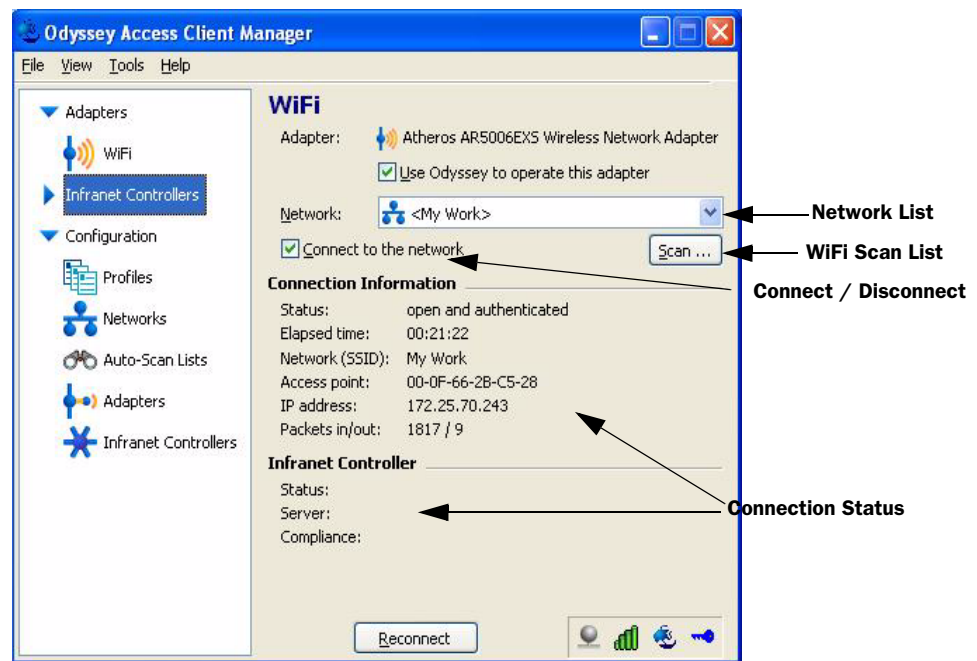 Odyssey Access Client Manager
File View Tools Help
Adapters
WiFi
Infranet Controllers
Configuration
Profiles
Networks
Auto-Scan Lists
Adapters
Infranet Controllers
WiFi
Adapter: Atheros AR5006EXS Wireless Network Adapter
Use Odyssey to operate this adapter
Network: <My Work>
Connect to the network
Scan ...
Connection Information
Status: open and authenticated
Elapsed time: 00:21:22
Network (SSID): My Work
Access point: 00-0F-66-2B-C5-28
IP address: 172.25.70.243
Packets in/out: 1817 / 9
Infranet Controller
Status:
Server:
Compliance:
Reconnect
Network List
WiFi Scan List
Connect / Disconnect
Connection Status